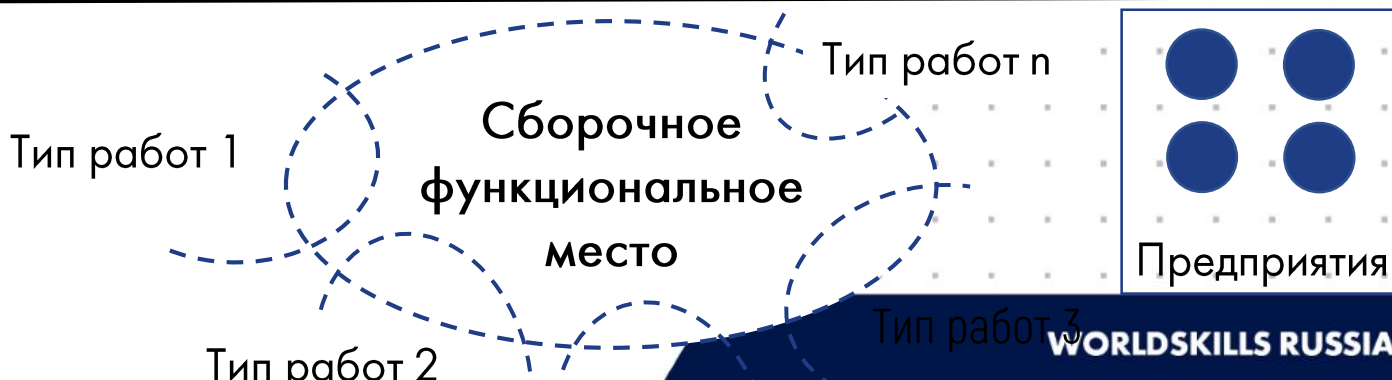 Тип работ n
Тип работ 1
Сборочное
функциональное
место
Предприятия
Тип работ 3
WORLDSKILLS RUSSIA
Тип работ 2